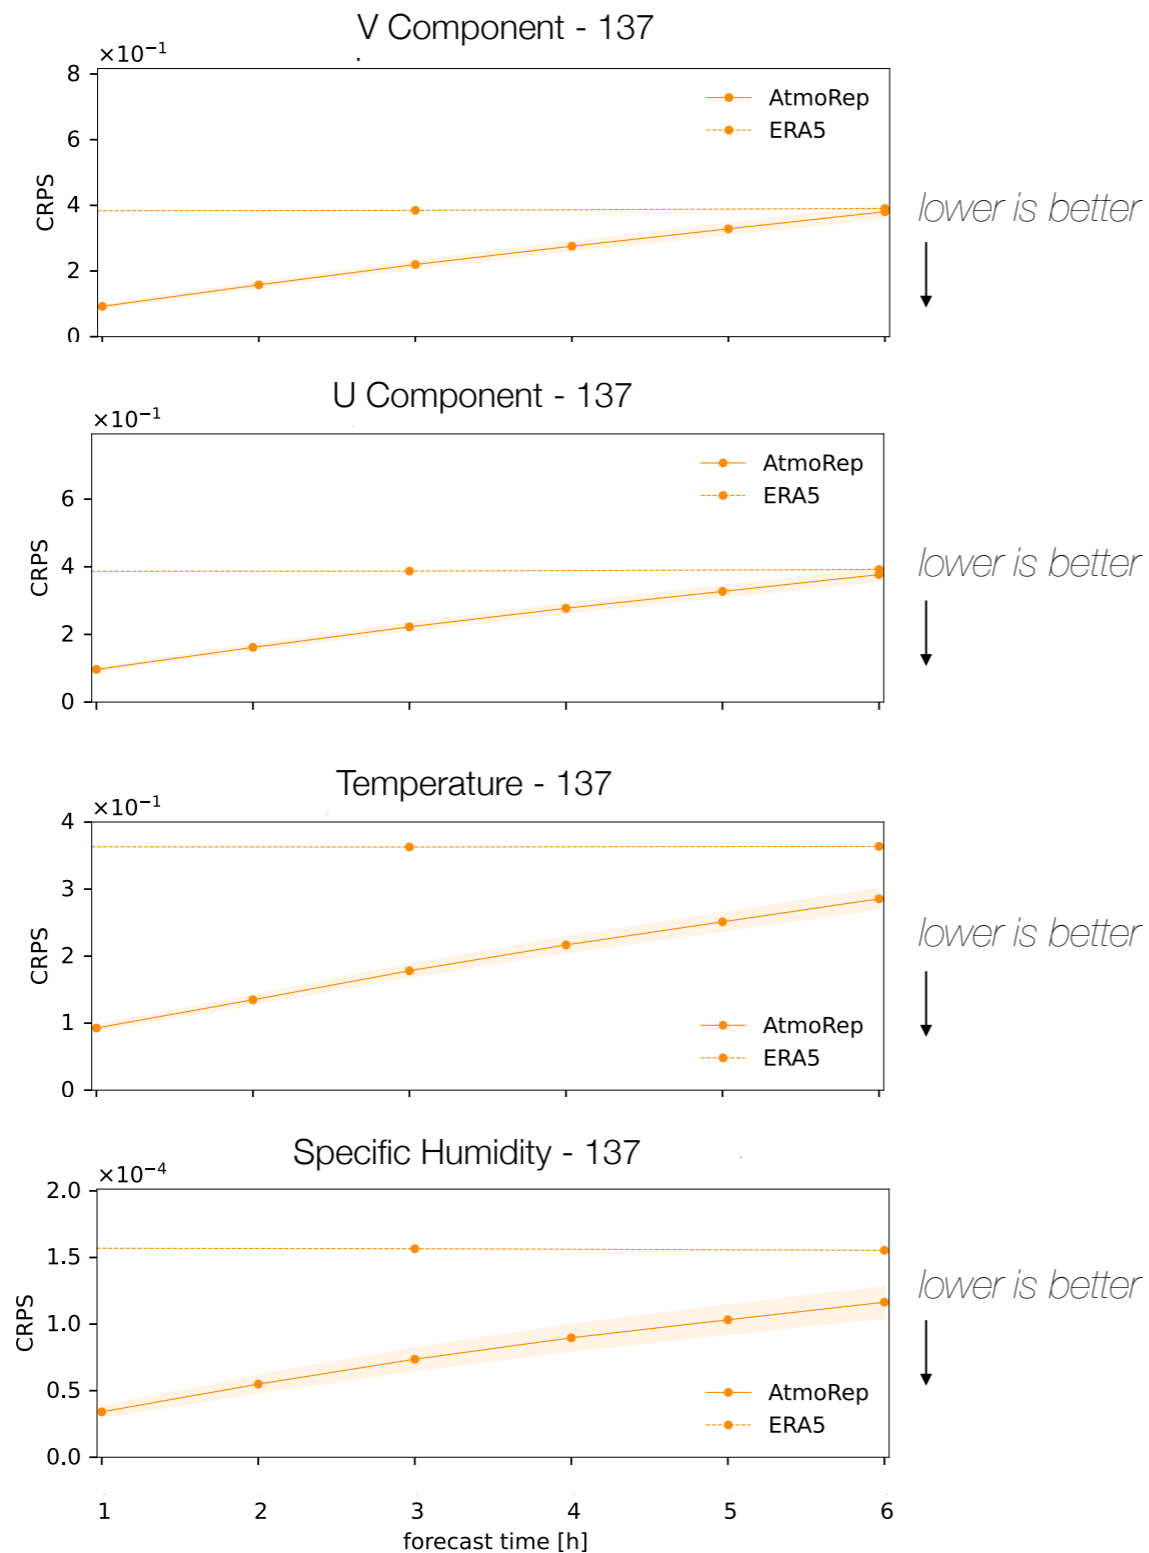 V Component - 137
×10⁻¹
8
6
4
2
0
CRPS
AtmoRep
ERA5
lower is better
U Component - 137
×10⁻¹
6
4
2
0
CRPS
AtmoRep
ERA5
lower is better
Temperature - 137
×10⁻¹
4
3
2
1
0
CRPS
AtmoRep
ERA5
lower is better
Specific Humidity - 137
×10⁻⁴
2.0
1.5
1.0
0.5
0.0
CRPS
AtmoRep
ERA5
lower is better
1 2 3 4 5 6
forecast time [h]